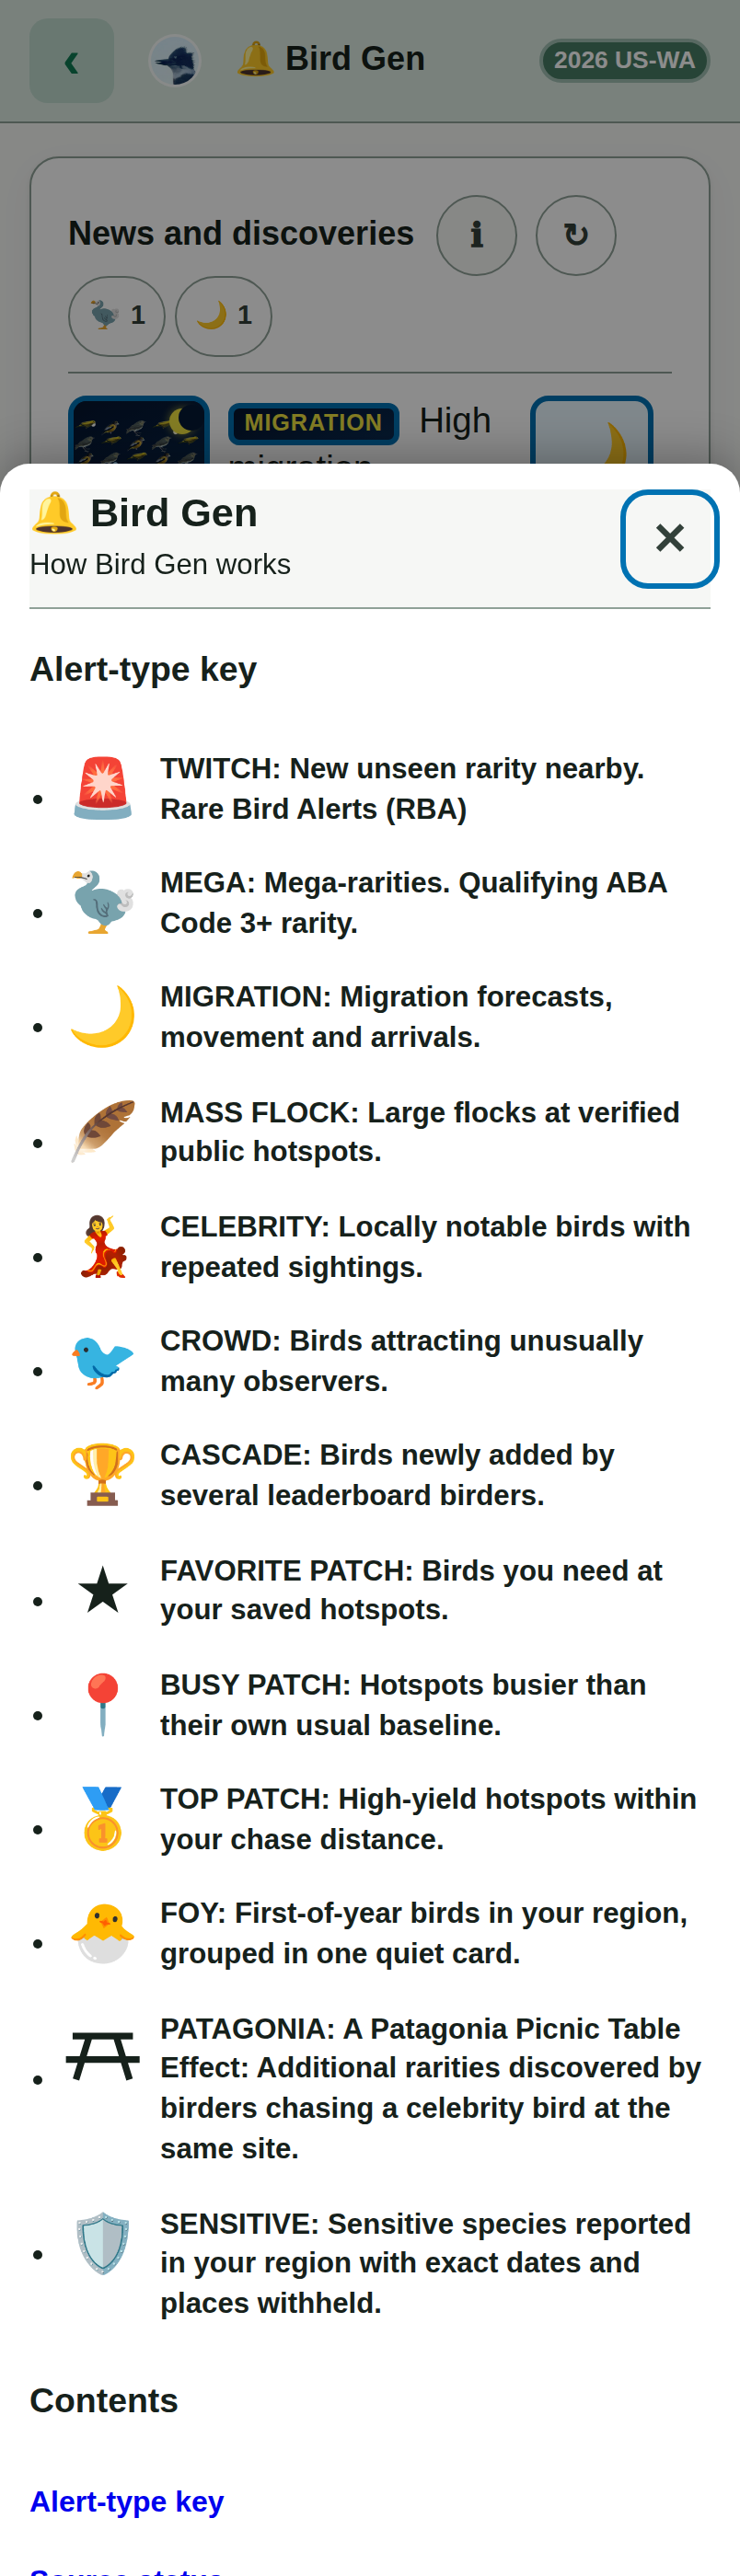 ‹ 🔔 Bird Gen 2026 US-WA
News and discoveries ℹ ↻
🦤 1 🌙 1
MIGRATION High
🔔 Bird Gen ✕
How Bird Gen works
Alert-type key
• 🚨 TWITCH: New unseen rarity nearby.
Rare Bird Alerts (RBA)
• 🦤 MEGA: Mega-rarities. Qualifying ABA
Code 3+ rarity.
• 🌙 MIGRATION: Migration forecasts,
movement and arrivals.
• 🪶 MASS FLOCK: Large flocks at verified
public hotspots.
• 💃 CELEBRITY: Locally notable birds with
repeated sightings.
• 🐦 CROWD: Birds attracting unusually
many observers.
• 🏆 CASCADE: Birds newly added by
several leaderboard birders.
• ★ FAVORITE PATCH: Birds you need at
your saved hotspots.
• 📍 BUSY PATCH: Hotspots busier than
their own usual baseline.
• 🥇 TOP PATCH: High-yield hotspots within
your chase distance.
• 🐣 FOY: First-of-year birds in your region,
grouped in one quiet card.
• PATAGONIA: A Patagonia Picnic Table
Effect: Additional rarities discovered by
birders chasing a celebrity bird at the
same site.
• 🛡️ SENSITIVE: Sensitive species reported
in your region with exact dates and
places withheld.
Contents
Alert-type key